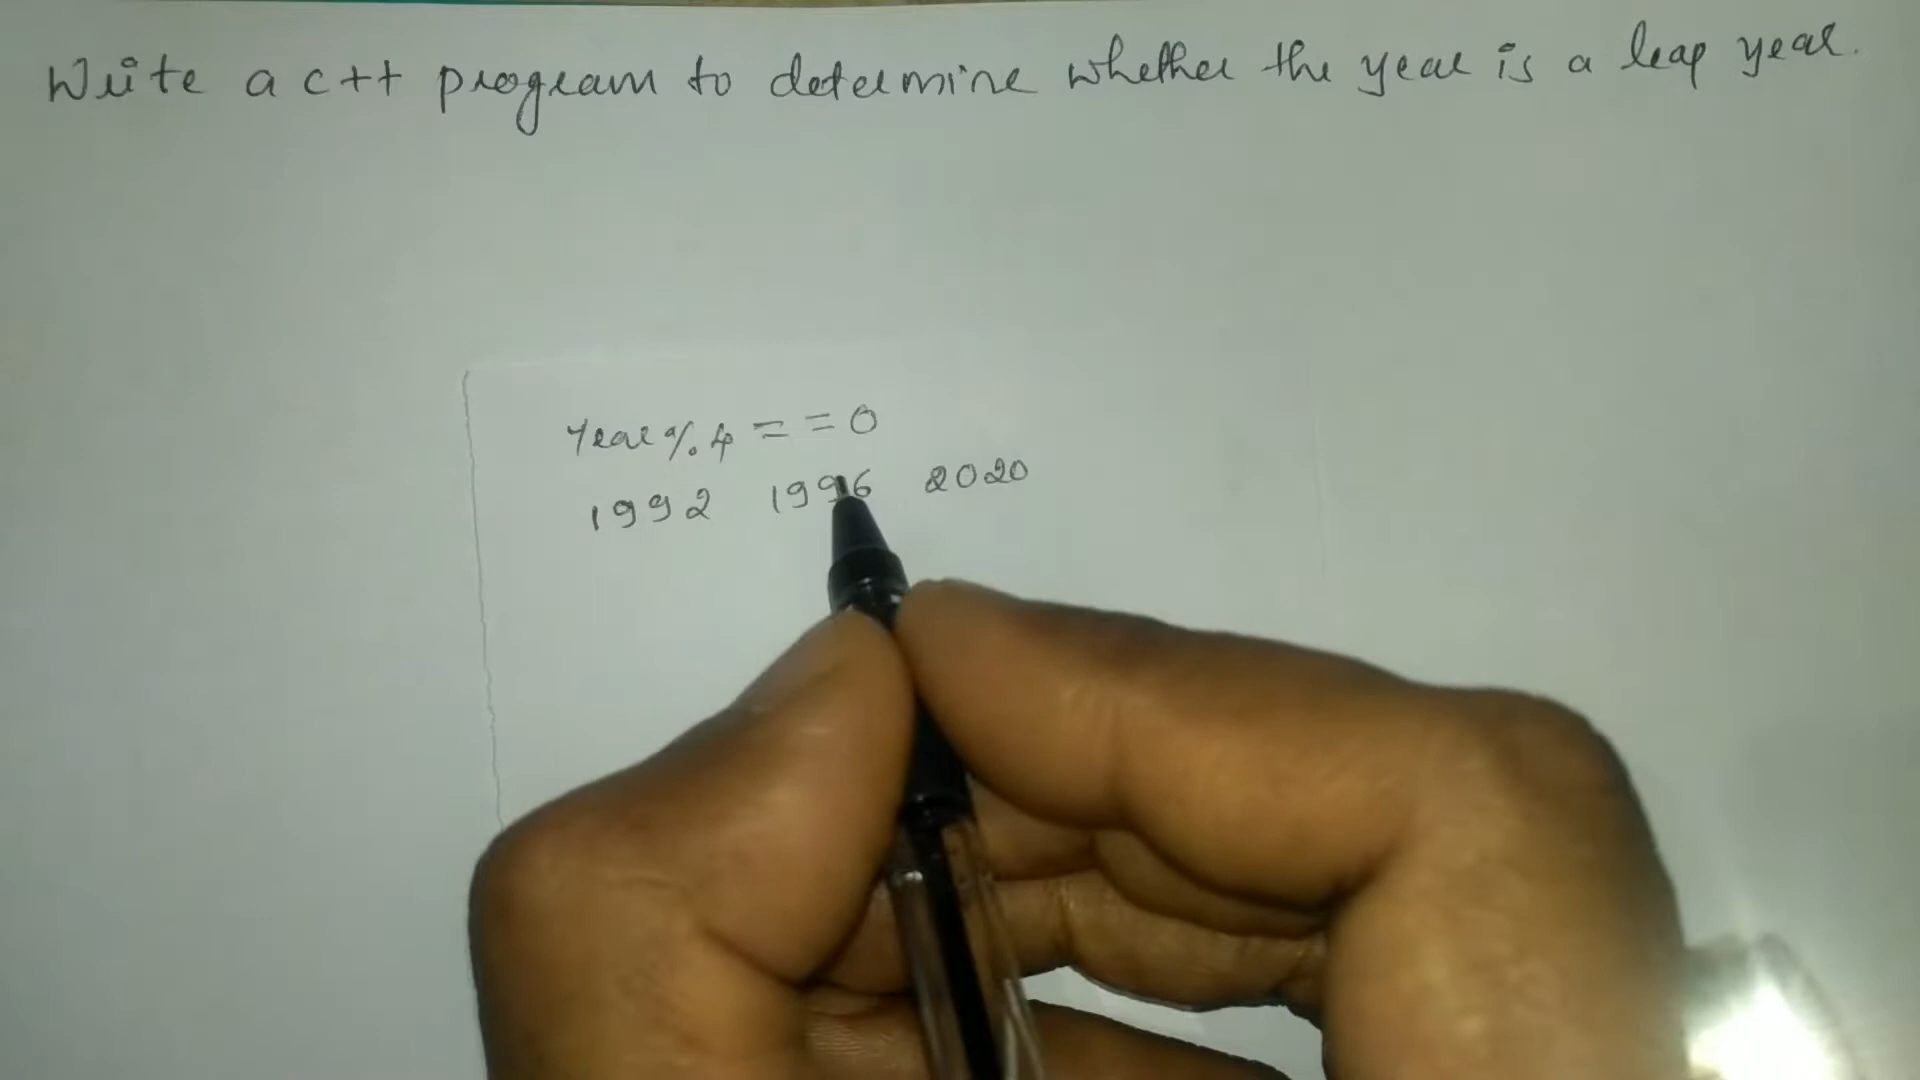 Write a c++ program to determine whether the year is a leap year.
Year % 4 = = 0
1992 1996 2020